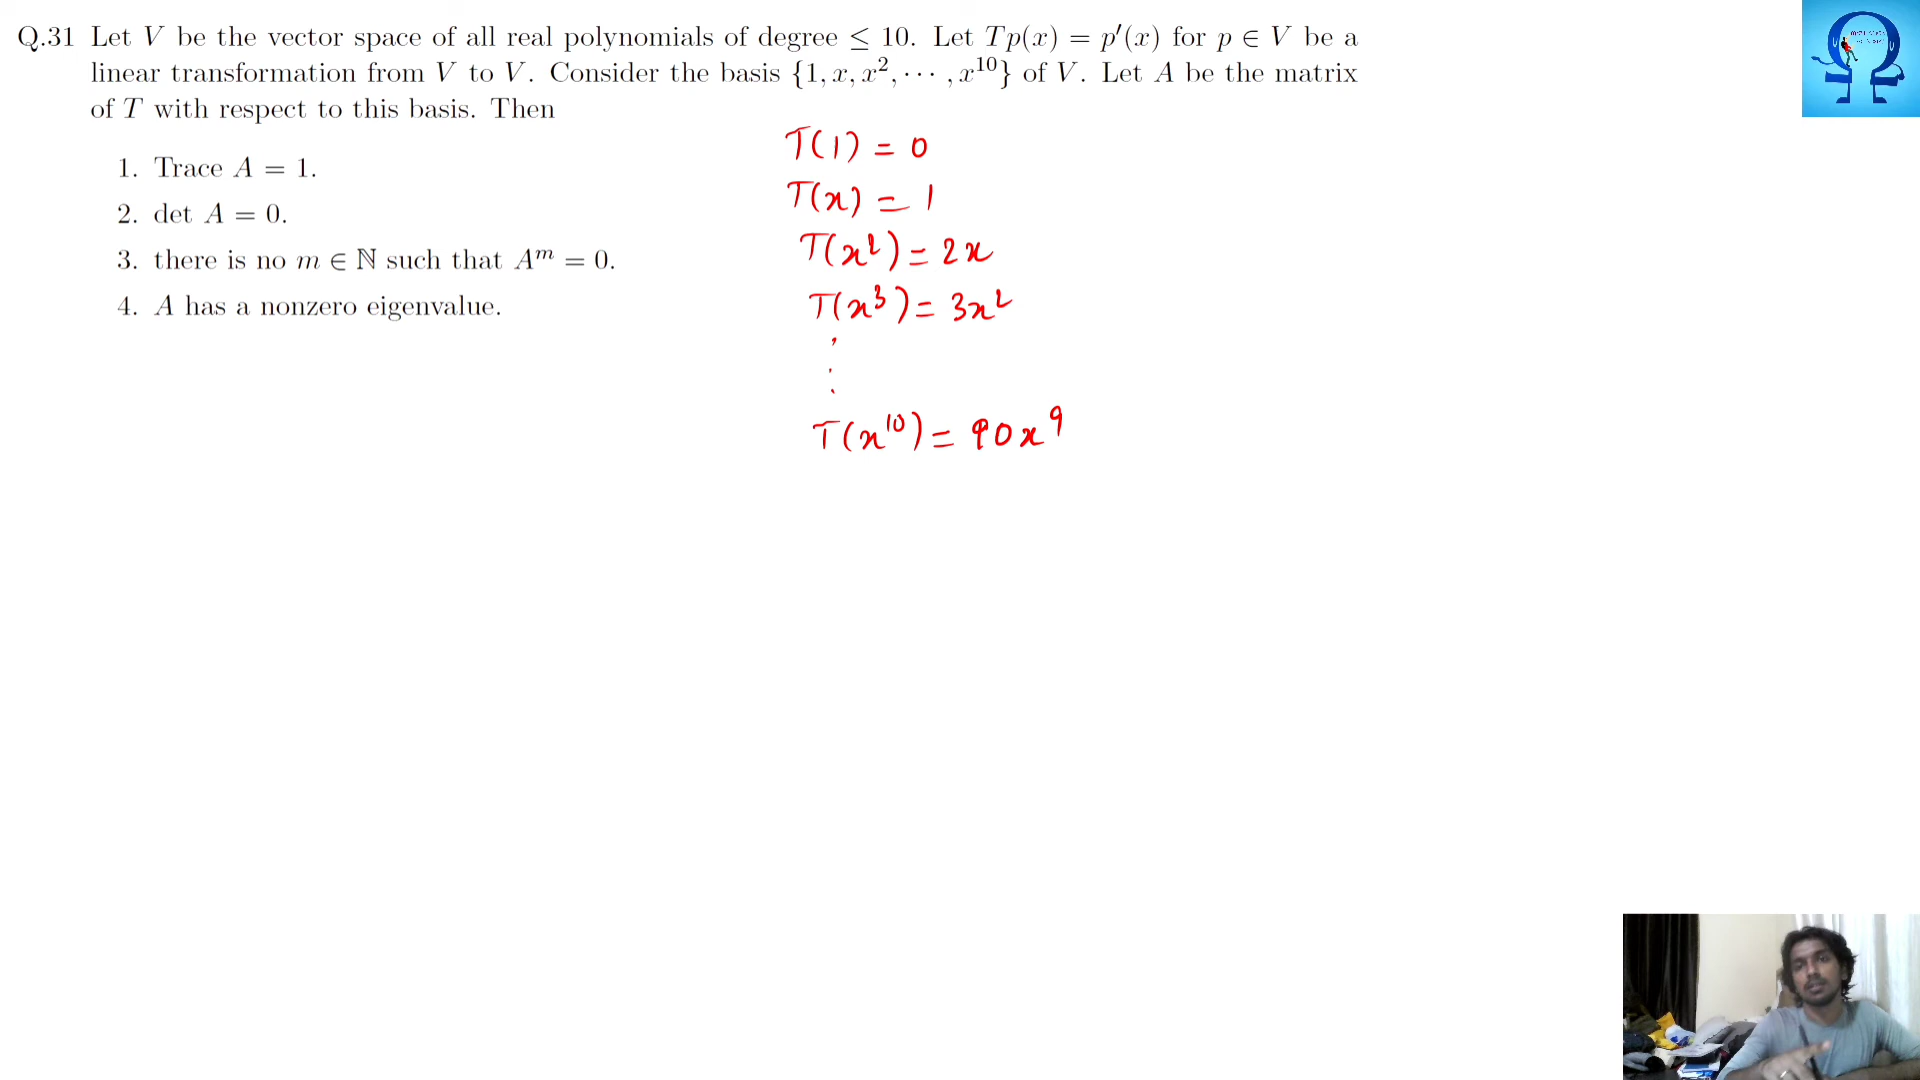 Q.31 Let V be the vector space of all real polynomials of degree ≤ 10. Let Tp(x) = p′(x) for p ∈ V be a
linear transformation from V to V. Consider the basis {1, x, x², ⋯ , x¹⁰} of V. Let A be the matrix
of T with respect to this basis. Then
1. Trace A = 1.
2. det A = 0.
3. there is no m ∈ ℕ such that Aᵐ = 0.
4. A has a nonzero eigenvalue.
T(1) = 0
T(x) = 1
T(x²) = 2x
T(x³) = 3x²
⋮
T(x¹⁰) = 90x⁹